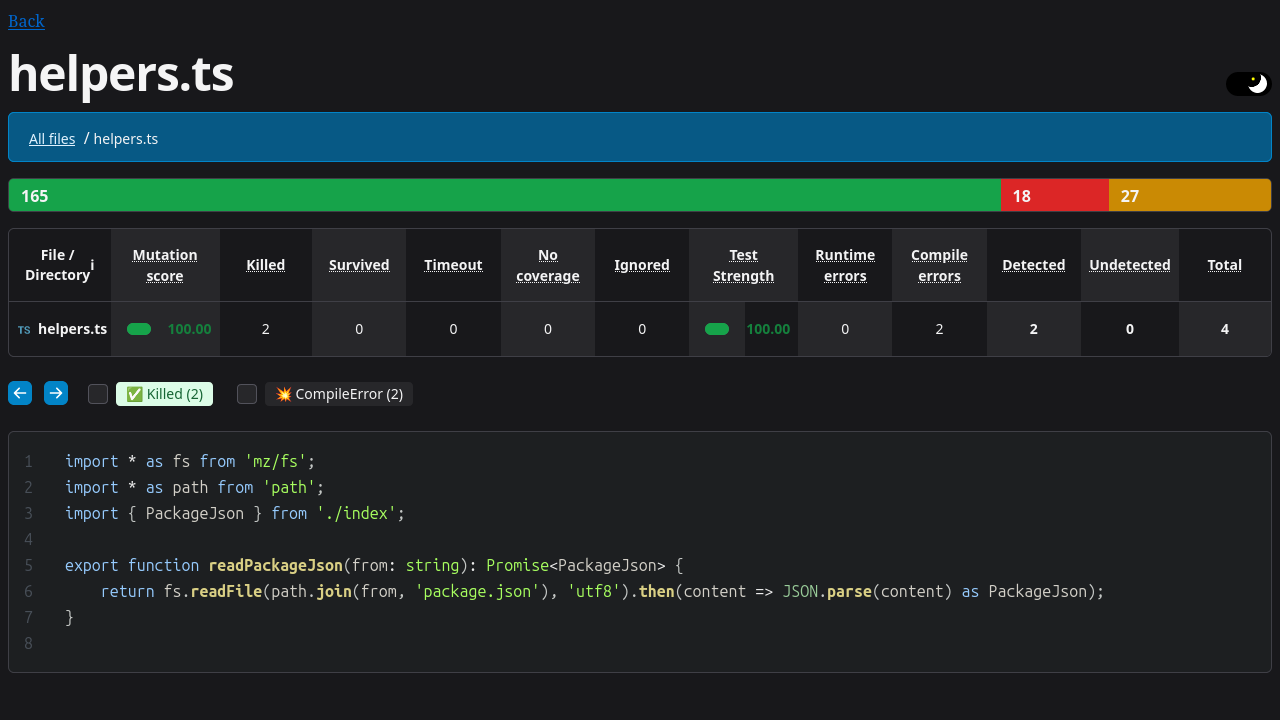 Back
helpers.ts
All files / helpers.ts
165 18 27
File / Directory i Mutation score Killed Survived Timeout No coverage Ignored Test Strength Runtime errors Compile errors Detected Undetected Total
TS helpers.ts 100.00 2 0 0 0 0 100.00 0 2 2 0 4
✅ Killed (2) 💥 CompileError (2)
1 import * as fs from 'mz/fs';
2 import * as path from 'path';
3 import { PackageJson } from './index';
4
5 export function readPackageJson(from: string): Promise<PackageJson> {
6     return fs.readFile(path.join(from, 'package.json'), 'utf8').then(content => JSON.parse(content) as PackageJson);
7 }
8